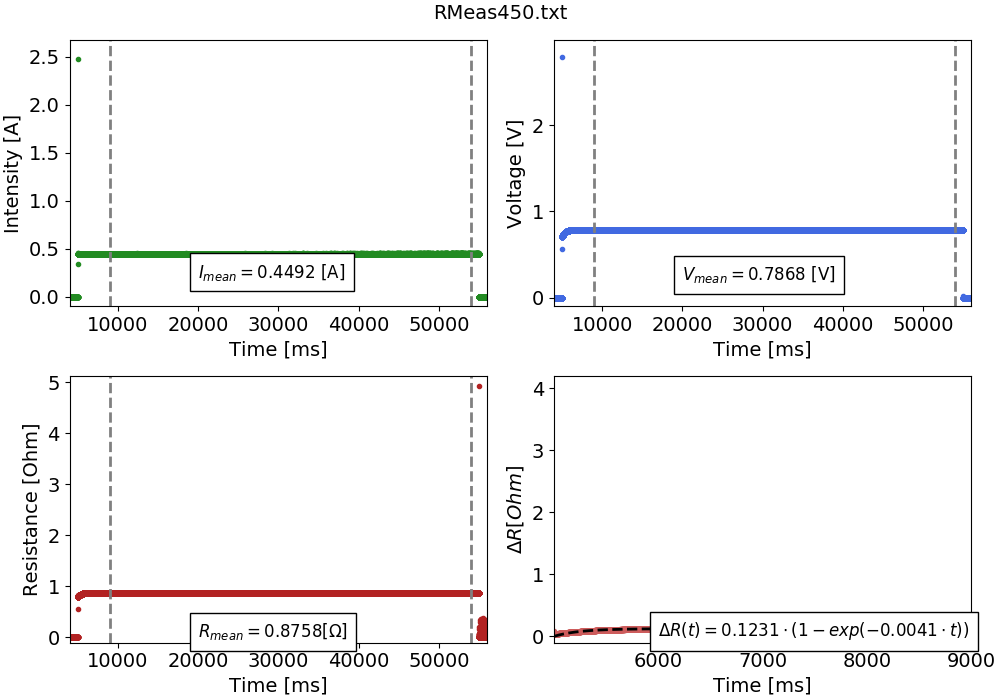 RMeas450.txt
Intensity [A]
2.5
2.0
1.5
1.0
0.5
0.0
I_mean = 0.4492 [A]
10000 20000 30000 40000 50000
Time [ms]
Voltage [V]
2
1
0
V_mean = 0.7868 [V]
10000 20000 30000 40000 50000
Time [ms]
Resistance [Ohm]
5
4
3
2
1
0
R_mean = 0.8758[Ω]
10000 20000 30000 40000 50000
Time [ms]
ΔR[Ohm]
4
3
2
1
0
ΔR(t) = 0.1231 · (1 − exp(−0.0041 · t))
6000 7000 8000 9000
Time [ms]